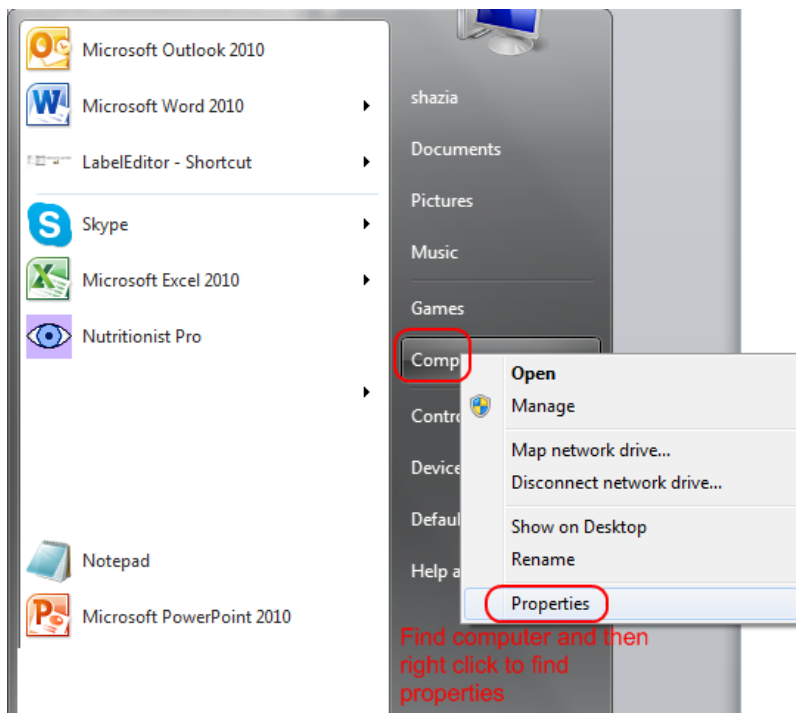 Microsoft Outlook 2010
Microsoft Word 2010
LabelEditor - Shortcut
Skype
Microsoft Excel 2010
Nutritionist Pro
Notepad
Microsoft PowerPoint 2010
shazia
Documents
Pictures
Music
Games
Comp
Contro
Device
Defaul
Help a
Open
Manage
Map network drive...
Disconnect network drive...
Show on Desktop
Rename
Properties
Find computer and then
right click to find
properties